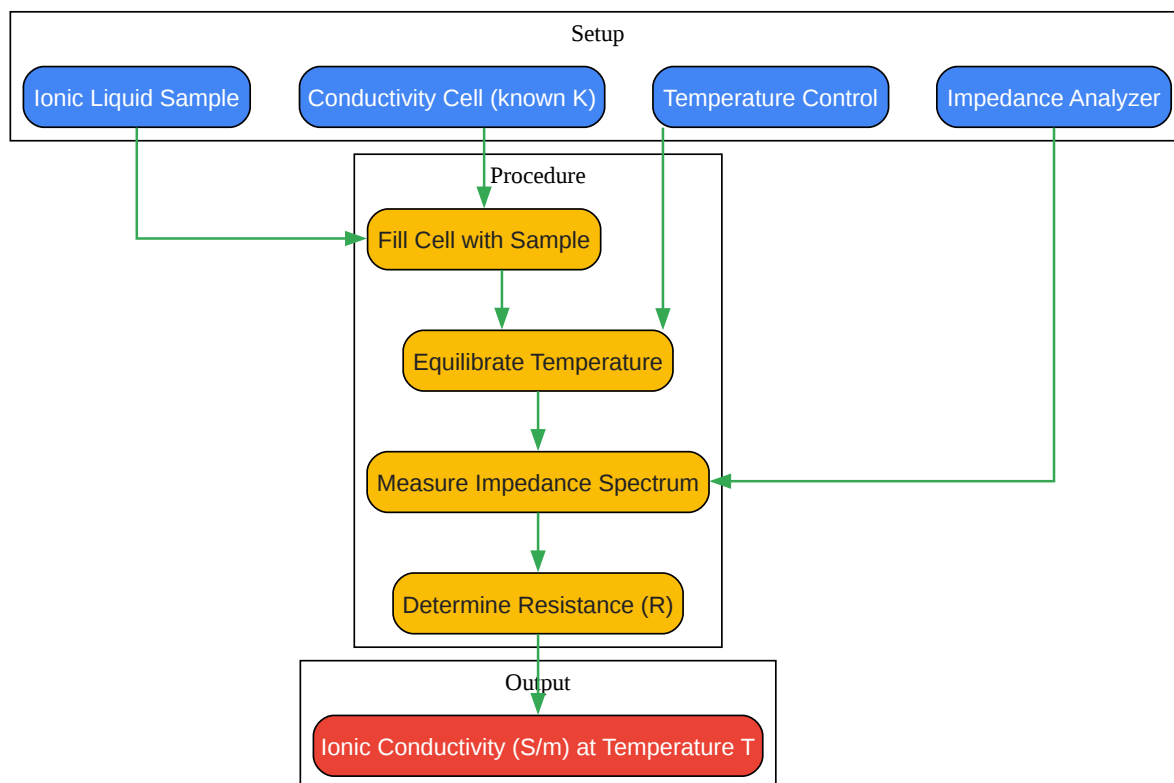 Setup
Ionic Liquid Sample
Conductivity Cell (known K)
Temperature Control
Impedance Analyzer
Procedure
Fill Cell with Sample
Equilibrate Temperature
Measure Impedance Spectrum
Determine Resistance (R)
Output
Ionic Conductivity (S/m) at Temperature T